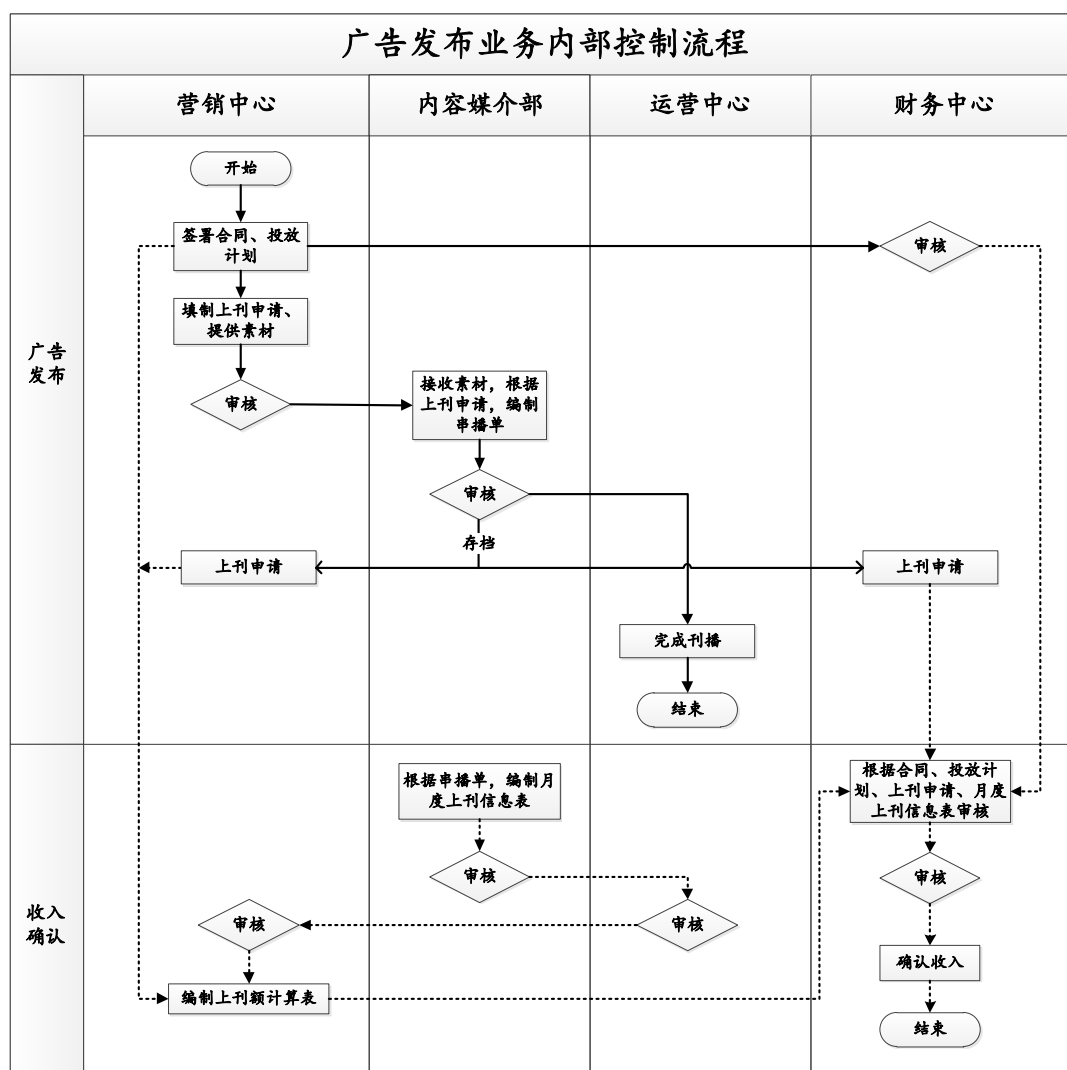 广告发布业务内部控制流程
营销中心
内容媒介部
运营中心
财务中心
广告
发布
开始
签署合同、投放
计划
审核
填制上刊申请、
提供素材
审核
接收素材，根据
上刊申请，编制
串播单
审核
存档
上刊申请
上刊申请
完成刊播
结束
收入
确认
根据串播单，编制月
度上刊信息表
根据合同、投放计
划、上刊申请、月度
上刊信息表审核
审核
审核
审核
审核
编制上刊额计算表
确认收入
结束